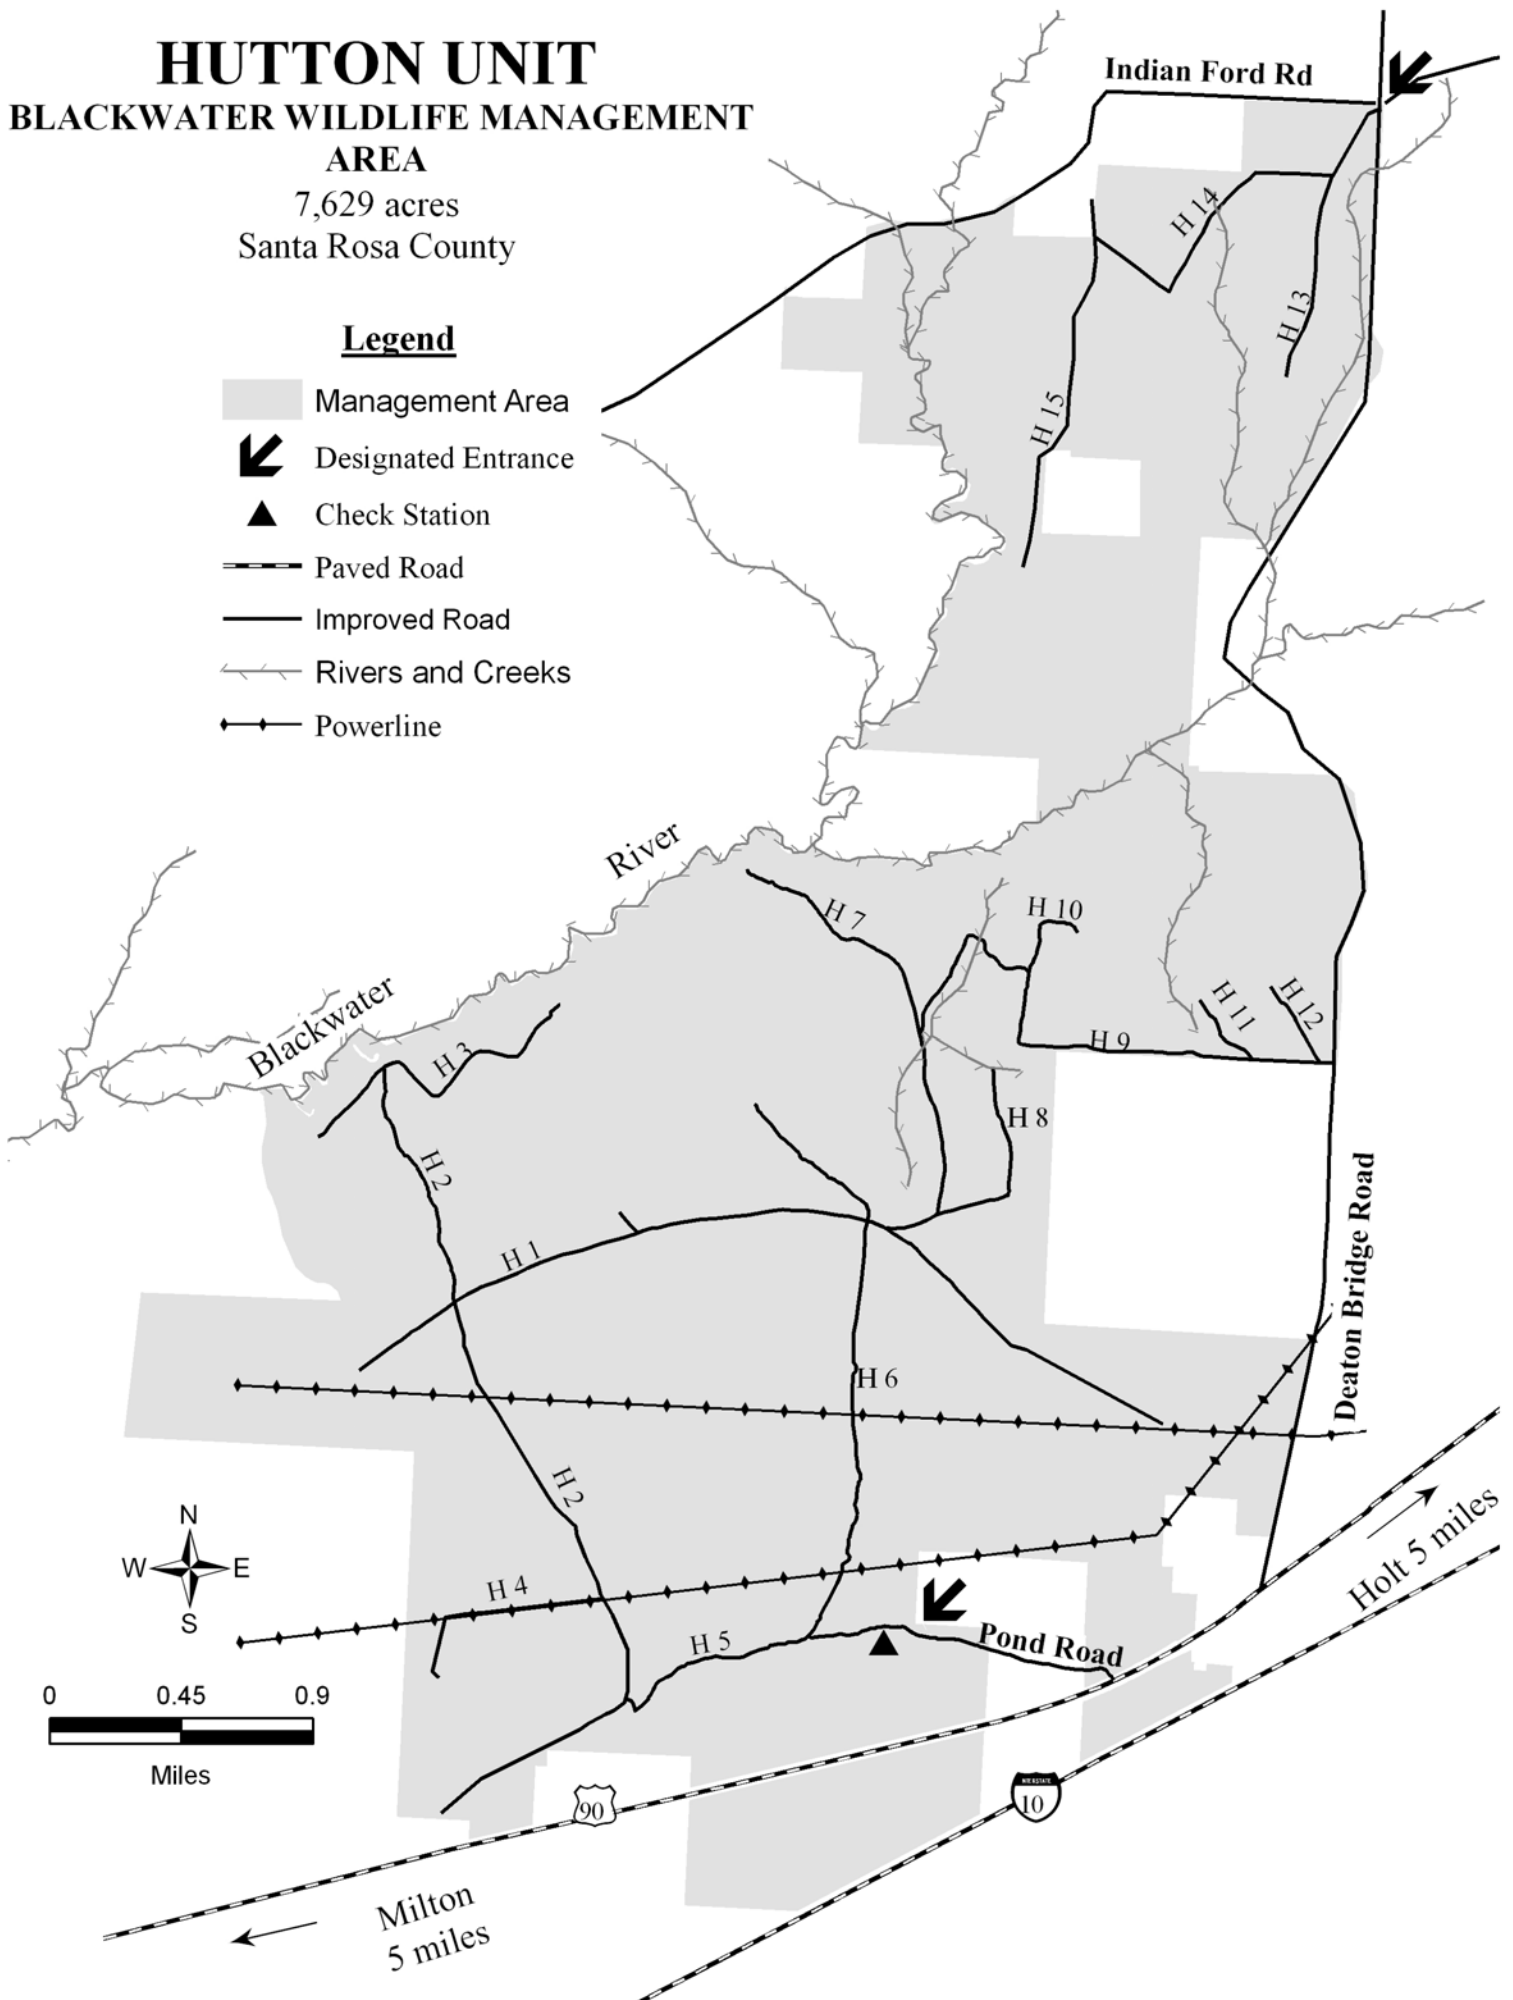 HUTTON UNIT
BLACKWATER WILDLIFE MANAGEMENT
AREA
7,629 acres
Santa Rosa County
Legend
Management Area
Designated Entrance
Check Station
Paved Road
Improved Road
Rivers and Creeks
Powerline
Indian Ford Rd
H 14
H 13
H 15
River
Blackwater
H 7
H 10
H 11
H 12
H 9
H 3
H 8
H 2
H 1
Deaton Bridge Road
H 6
H 2
N
W
E
S
H 4
H 5
Pond Road
Holt 5 miles
0
0.45
0.9
Miles
90
INTERSTATE
10
Milton
5 miles